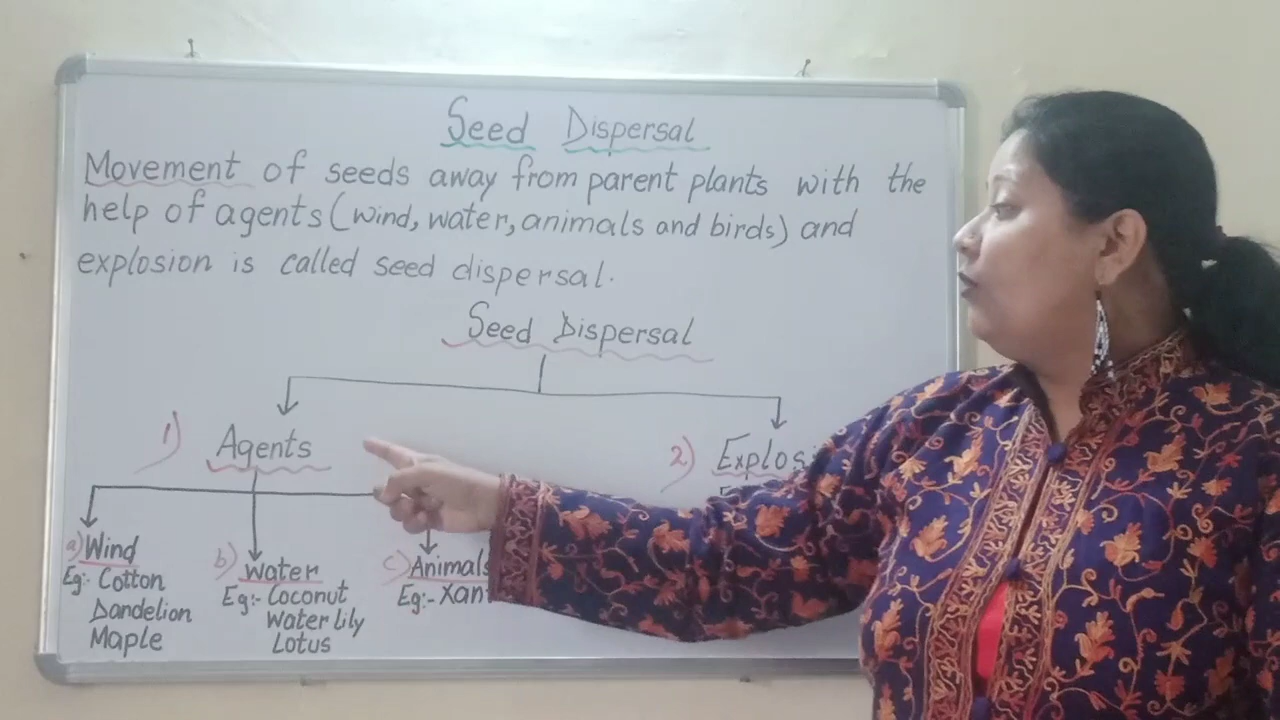 Seed Dispersal
Movement of seeds away from parent plants with the
help of agents (wind, water, animals and birds) and
explosion is called seed dispersal.
Seed Dispersal
1) Agents
2)
a) Wind
Eg:- Cotton
Dandelion
Maple
b) Water
Eg:- Coconut
Water Lily
Lotus
c) Animals
Eg:-